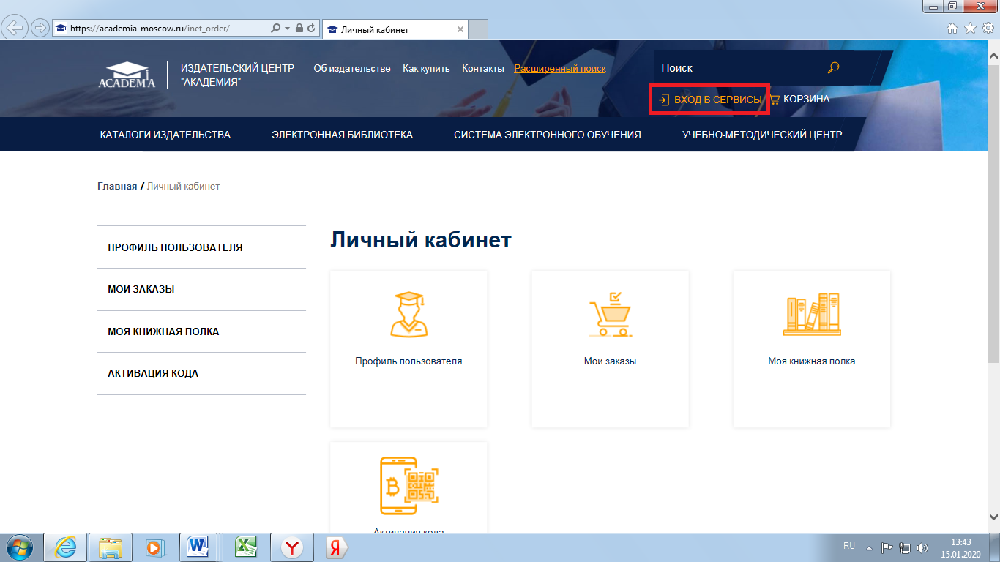 https://academia-moscow.ru/inet_order/
Личный кабинет
ACADEMIA
ИЗДАТЕЛЬСКИЙ ЦЕНТР
"АКАДЕМИЯ"
Об издательстве
Как купить
Контакты
Расширенный поиск
Поиск
ВХОД В СЕРВИСЫ
КОРЗИНА
КАТАЛОГИ ИЗДАТЕЛЬСТВА
ЭЛЕКТРОННАЯ БИБЛИОТЕКА
СИСТЕМА ЭЛЕКТРОННОГО ОБУЧЕНИЯ
УЧЕБНО-МЕТОДИЧЕСКИЙ ЦЕНТР
Главная / Личный кабинет
ПРОФИЛЬ ПОЛЬЗОВАТЕЛЯ
МОИ ЗАКАЗЫ
МОЯ КНИЖНАЯ ПОЛКА
АКТИВАЦИЯ КОДА
Личный кабинет
Профиль пользователя
Мои заказы
Моя книжная полка
Активация кода
RU
13:43
15.01.2020